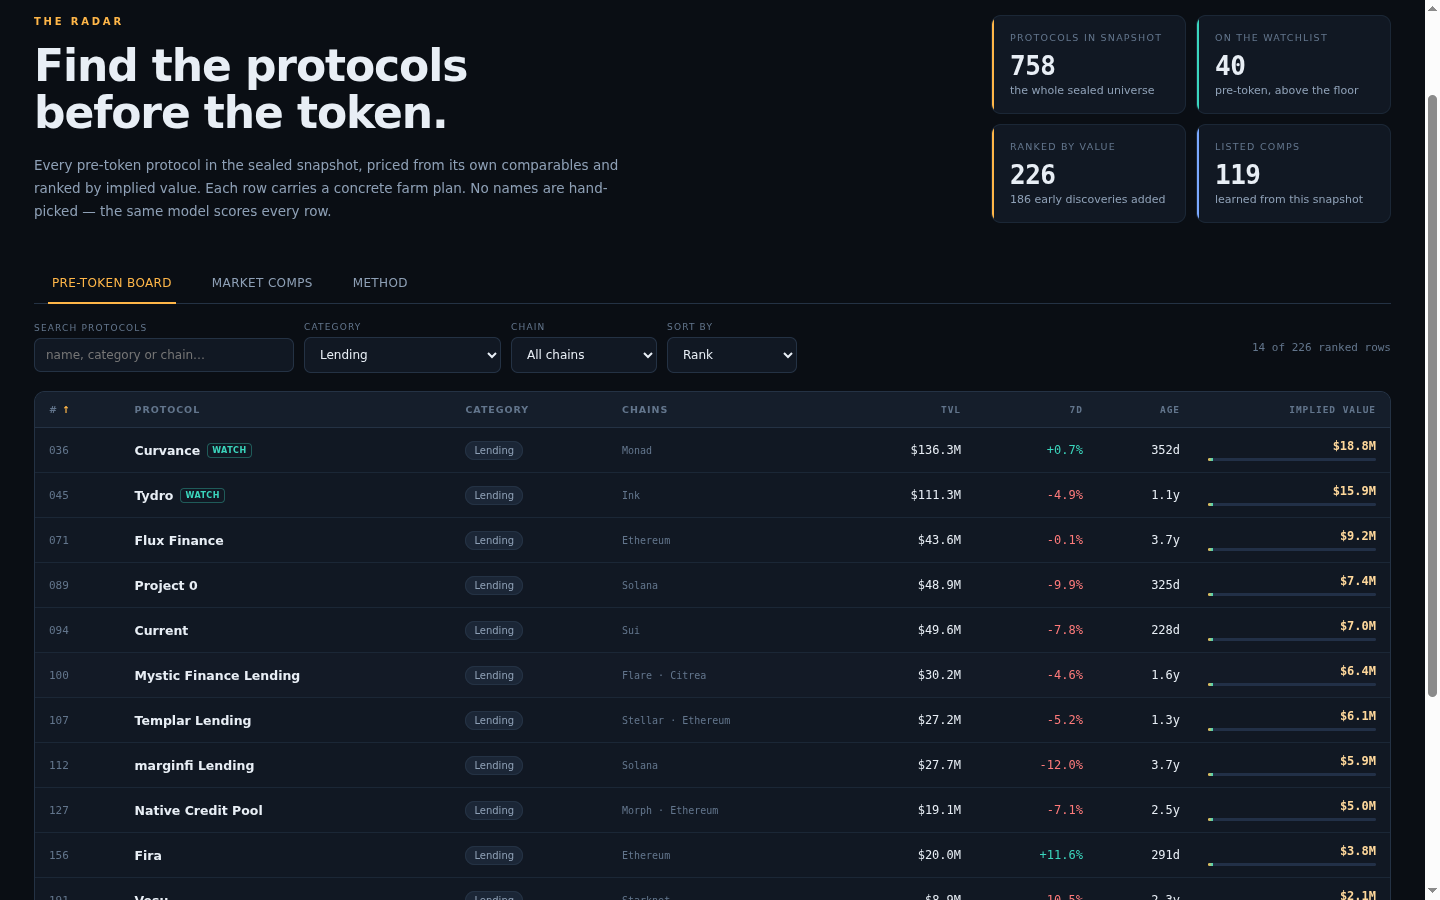 THE RADAR
Find the protocols
before the token.
Every pre-token protocol in the sealed snapshot, priced from its own comparables and
ranked by implied value. Each row carries a concrete farm plan. No names are hand-
picked — the same model scores every row.
PROTOCOLS IN SNAPSHOT
758
the whole sealed universe
ON THE WATCHLIST
40
pre-token, above the floor
RANKED BY VALUE
226
186 early discoveries added
LISTED COMPS
119
learned from this snapshot
PRE-TOKEN BOARD MARKET COMPS METHOD
SEARCH PROTOCOLS CATEGORY CHAIN SORT BY
name, category or chain... Lending All chains Rank
14 of 226 ranked rows
# ↑ PROTOCOL CATEGORY CHAINS TVL 7D AGE IMPLIED VALUE
036 Curvance WATCH Lending Monad $136.3M +0.7% 352d $18.8M
045 Tydro WATCH Lending Ink $111.3M -4.9% 1.1y $15.9M
071 Flux Finance Lending Ethereum $43.6M -0.1% 3.7y $9.2M
089 Project 0 Lending Solana $48.9M -9.9% 325d $7.4M
094 Current Lending Sui $49.6M -7.8% 228d $7.0M
100 Mystic Finance Lending Lending Flare · Citrea $30.2M -4.6% 1.6y $6.4M
107 Templar Lending Lending Stellar · Ethereum $27.2M -5.2% 1.3y $6.1M
112 marginfi Lending Lending Solana $27.7M -12.0% 3.7y $5.9M
127 Native Credit Pool Lending Morph · Ethereum $19.1M -7.1% 2.5y $5.0M
156 Fira Lending Ethereum $20.0M +11.6% 291d $3.8M
Vesu Lending Starknet $8.9M -10.5% 2.3y $2.1M